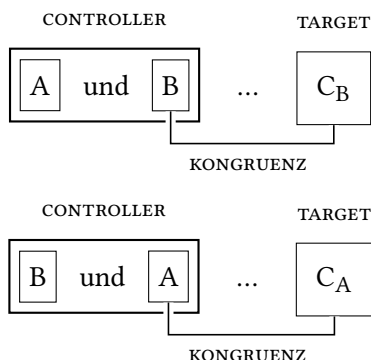 CONTROLLER TARGET
A und B ... C_B
KONGRUENZ
CONTROLLER TARGET
B und A ... C_A
KONGRUENZ